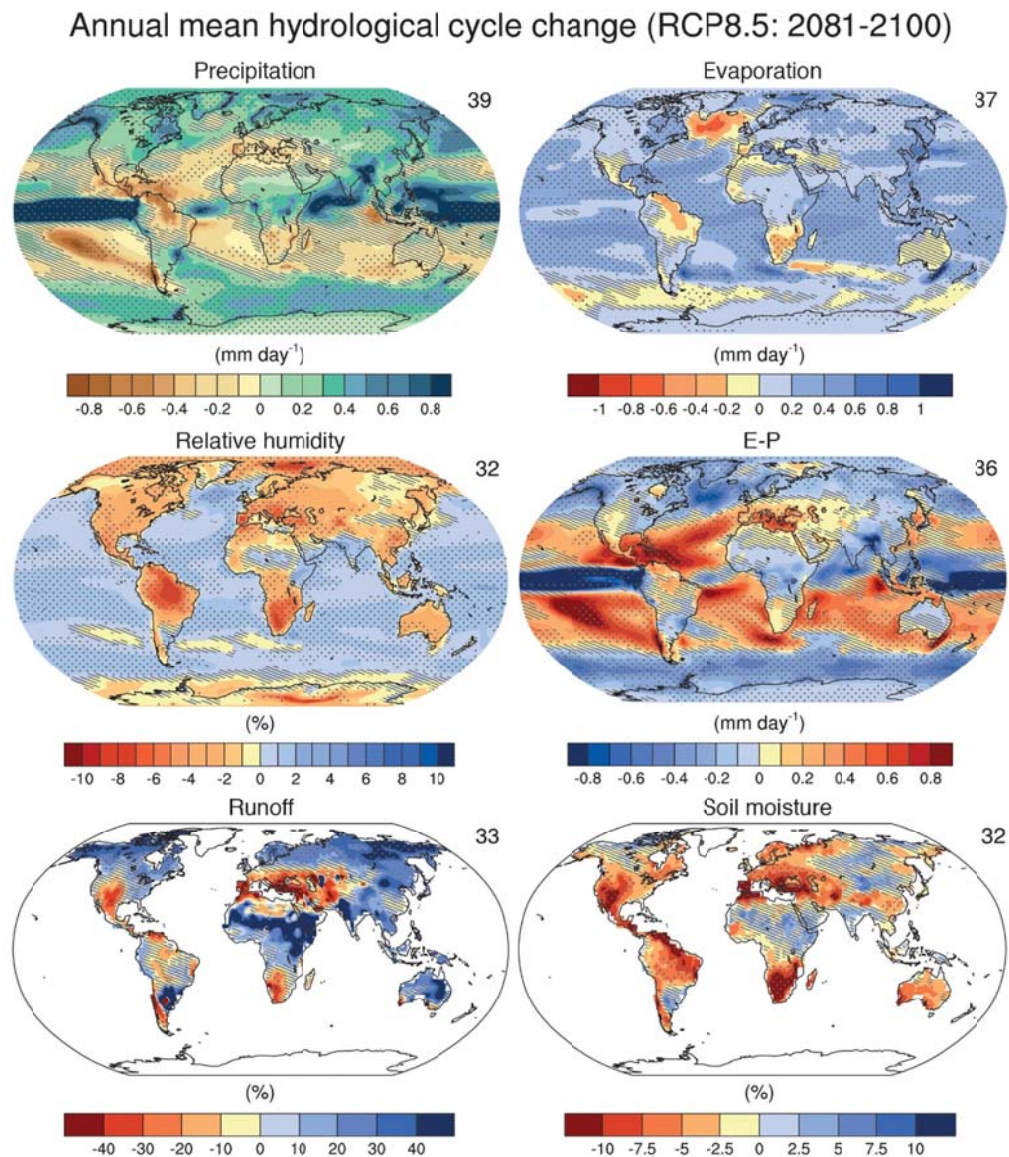 Annual mean hydrological cycle change (RCP8.5: 2081-2100)
Precipitation
39
(mm day-1)
-0.8 -0.4 -0.2 0 0.2 0.4 0.6 0.8
Evaporation
37
(mm day-1)
-1 -0.8 -0.6 -0.4 -0.2 0 0.2 0.4 0.6 0.8 1
Relative humidity
32
(%)
-10 -8 -6 -4 -2 0 2 4 6 8 10
E-P
36
(mm day-1)
-0.8 -0.6 -0.4 -0.2 0 0.2 0.4 0.6 0.8
Runoff
33
(%)
-40 -30 -20 -10 0 10 20 30 40
Soil moisture
32
(%)
-10 -7.5 -5 -2.5 0 2.5 5 7.5 10